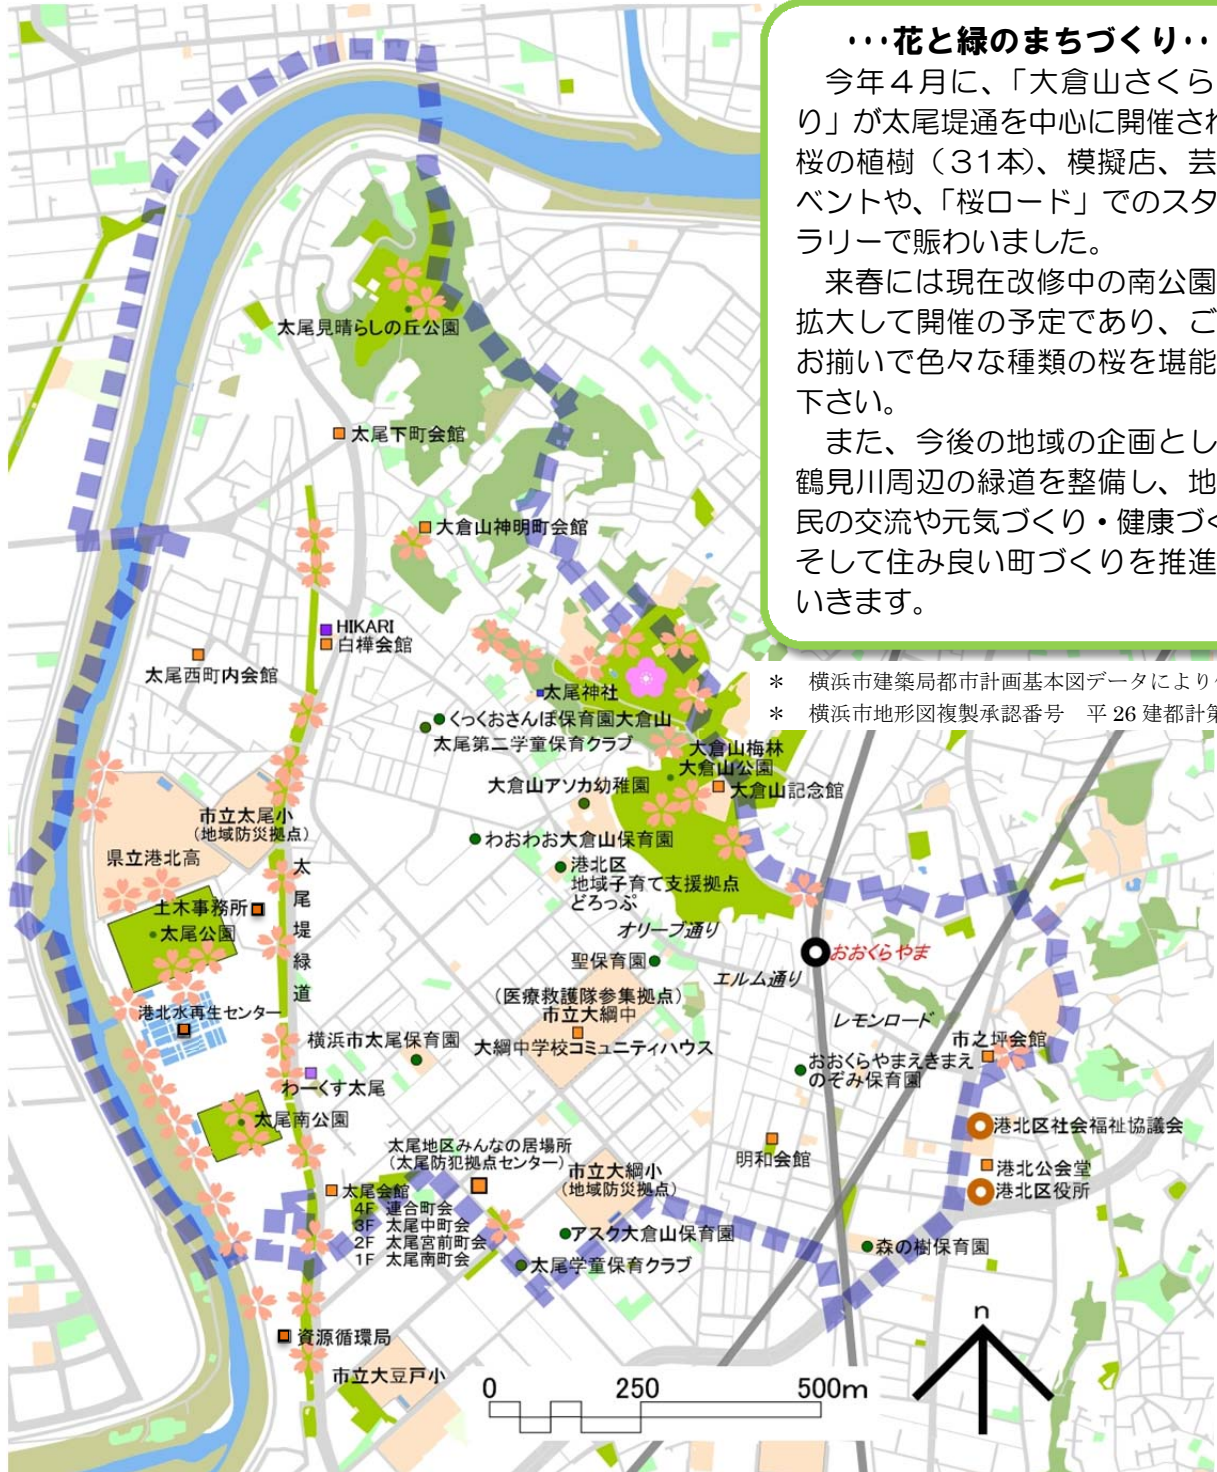 ･･･花と緑のまちづくり･･
今年４月に、「大倉山さくら
り」が太尾堤通を中心に開催され
桜の植樹（３1本)、模擬店、芸
ベントや、「桜ロード」でのスタ
ラリーで賑わいました。
来春には現在改修中の南公園
拡大して開催の予定であり、ご
お揃いで色々な種類の桜を堪能
下さい。
また、今後の地域の企画とし
鶴見川周辺の緑道を整備し、地
民の交流や元気づくり・健康づく
そして住み良い町づくりを推進
いきます。
＊　横浜市建築局都市計画基本図データにより
＊　横浜市地形図複製承認番号　平 26 建都計第
太尾見晴らしの丘公園
太尾下町会館
大倉山神明町会館
HIKARI
白樺会館
太尾西町内会館
太尾神社
くっくおさんぽ保育園大倉山
太尾第二学童保育クラブ
大倉山梅林
大倉山公園
大倉山記念館
大倉山アソカ幼稚園
市立太尾小
（地域防災拠点）
わおわお大倉山保育園
県立港北高
太尾堤緑道
港北区
地域子育て支援拠点
どろっぷ
土木事務所
太尾公園
オリーブ通り
おおくらやま
聖保育園
エルム通り
（医療救護隊参集拠点）
市立大綱中
大綱中学校コミュニティハウス
港北水再生センター
レモンロード
市之坪会館
横浜市太尾保育園
おおくらやまえきまえ
のぞみ保育園
わーくす太尾
太尾南公園
港北区社会福祉協議会
太尾地区みんなの居場所
（太尾防犯拠点センター）
市立大綱小
（地域防災拠点）
明和会館
港北公会堂
港北区役所
太尾会館
4F　連合町会
3F　太尾中町会
2F　太尾宮前町会
1F　太尾南町会
アスク大倉山保育園
森の樹保育園
太尾学童保育クラブ
資源循環局
市立大豆戸小
n
0 250 500m